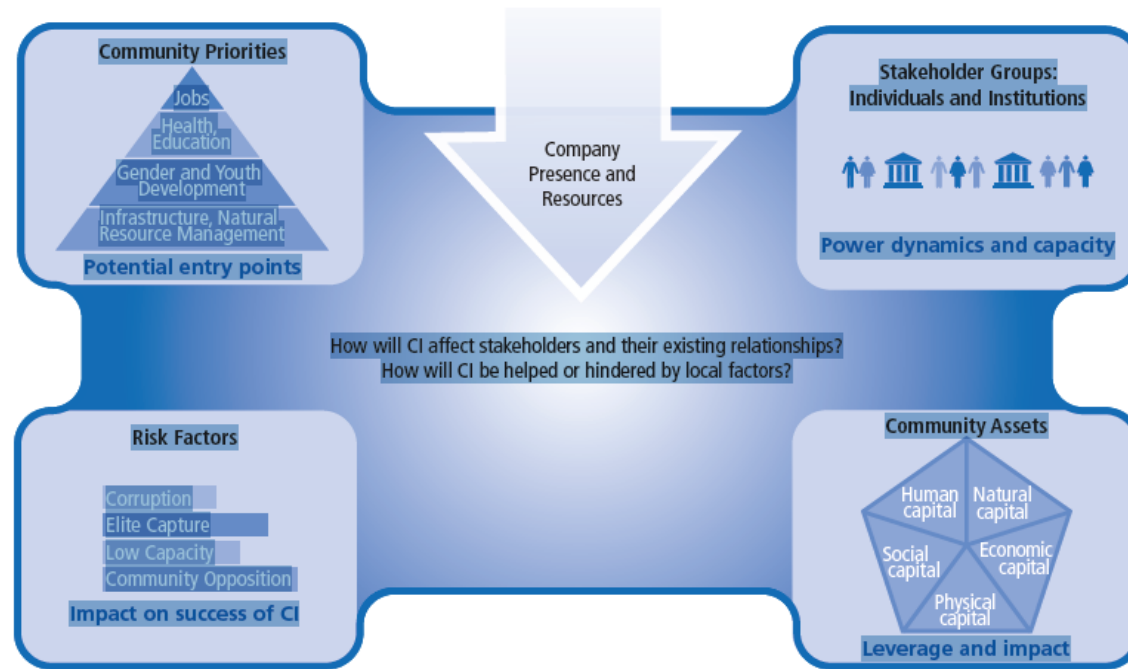 Community Priorities
Jobs
Health,
Education
Gender and Youth
Development
Infrastructure, Natural
Resource Management
Potential entry points
Company
Presence and
Resources
Stakeholder Groups:
Individuals and Institutions
Power dynamics and capacity
How will CI affect stakeholders and their existing relationships?
How will CI be helped or hindered by local factors?
Risk Factors
Corruption
Elite Capture
Low Capacity
Community Opposition
Impact on success of CI
Community Assets
Human
capital
Natural
capital
Social
capital
Economic
capital
Physical
capital
Leverage and impact